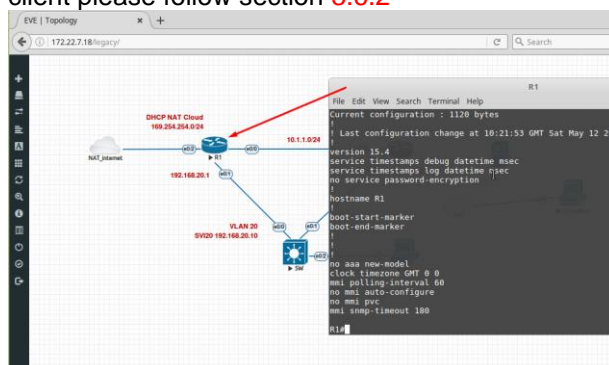 client please follow section 3.6.2
EVE | Topology
172.22.7.18/legacy/
Search
DHCP NAT Cloud
169.254.254.0/24
NAT_internet
e0/2
R1
e0/0
10.1.1.0/24
192.168.20.1
e0/1
VLAN 20
SVI20 192.168.20.10
e0/0
e0/1
SW
R1
File Edit View Search Terminal Help
Current configuration : 1120 bytes
!
! Last configuration change at 10:21:53 GMT Sat May 12 2
!
version 15.4
service timestamps debug datetime msec
service timestamps log datetime msec
no service password-encryption
!
hostname R1
!
boot-start-marker
boot-end-marker
!
!
!
no aaa new-model
clock timezone GMT 0 0
mmi polling-interval 60
no mmi auto-configure
no mmi pvc
mmi snmp-timeout 180
R1#